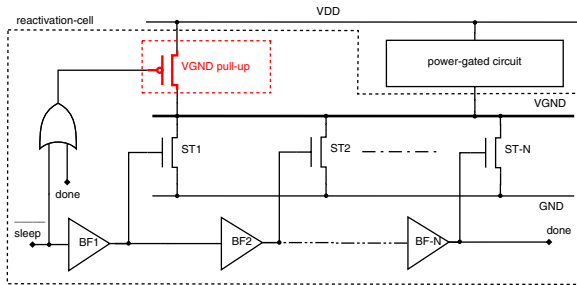 reactivation-cell
VDD
VGND pull-up
power-gated circuit
VGND
ST1
ST2
ST-N
done
GND
sleep
BF1
BF2
BF-N
done